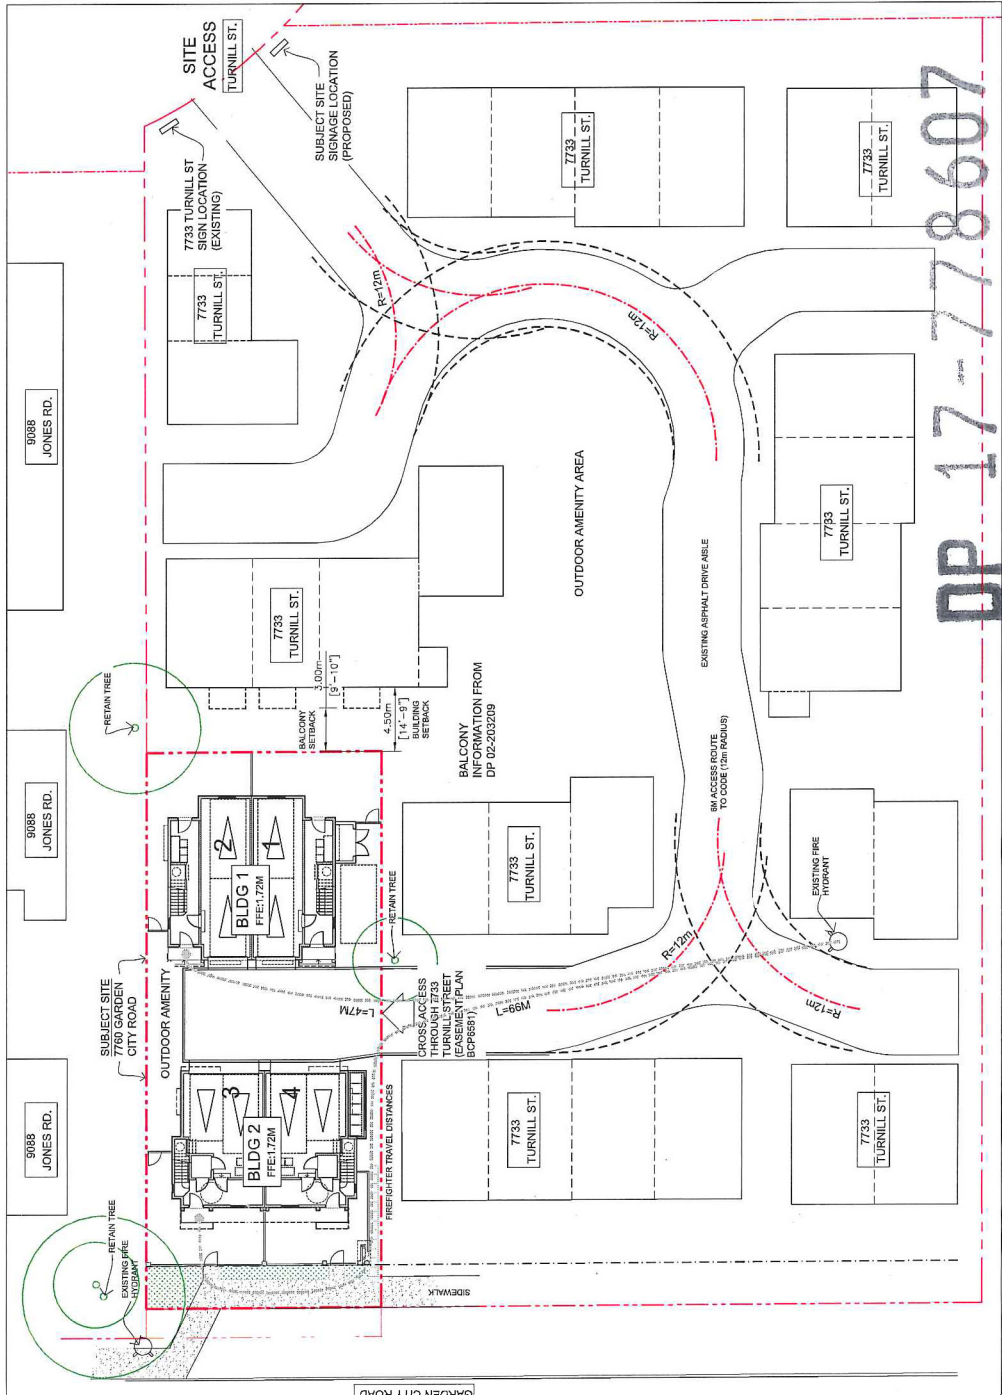 SITE
ACCESS
TURNILL ST.
SUBJECT SITE
SIGNAGE LOCATION
(PROPOSED)
7733 TURNILL ST
SIGN LOCATION
(EXISTING)
7733
TURNILL ST.
7733
TURNILL ST.
7733
TURNILL ST.
9088
JONES RD.
R=12m
R=12m
OUTDOOR AMENITY AREA
7733
TURNILL ST.
7733
TURNILL ST.
EXISTING ASPHALT DRIVE AISLE
DP 17-778607
RETAIN TREE
BALCONY
SETBACK
3.00m
[9'-10"]
4.50m
[14'-9"]
BUILDING
SETBACK
BALCONY
INFORMATION FROM
DP 02-203209
6M ACCESS ROUTE
TO CODE (12m RADIUS)
9088
JONES RD.
2
1
BLDG 1
FFE:1.72M
7733
TURNILL ST.
EXISTING FIRE
HYDRANT
RETAIN TREE
SUBJECT SITE
7760 GARDEN
CITY ROAD
OUTDOOR AMENITY
L=47M
CROSS ACCESS
THROUGH 7733
TURNILL STREET
(EASEMENT PLAN
BCP6581)
L=66M
R=12m
R=12m
9088
JONES RD.
3
4
BLDG 2
FFE:1.72M
FIREFIGHTER TRAVEL DISTANCES
7733
TURNILL ST.
7733
TURNILL ST.
RETAIN TREE
EXISTING FIRE
HYDRANT
SIDEWALK
GARDEN CITY ROAD